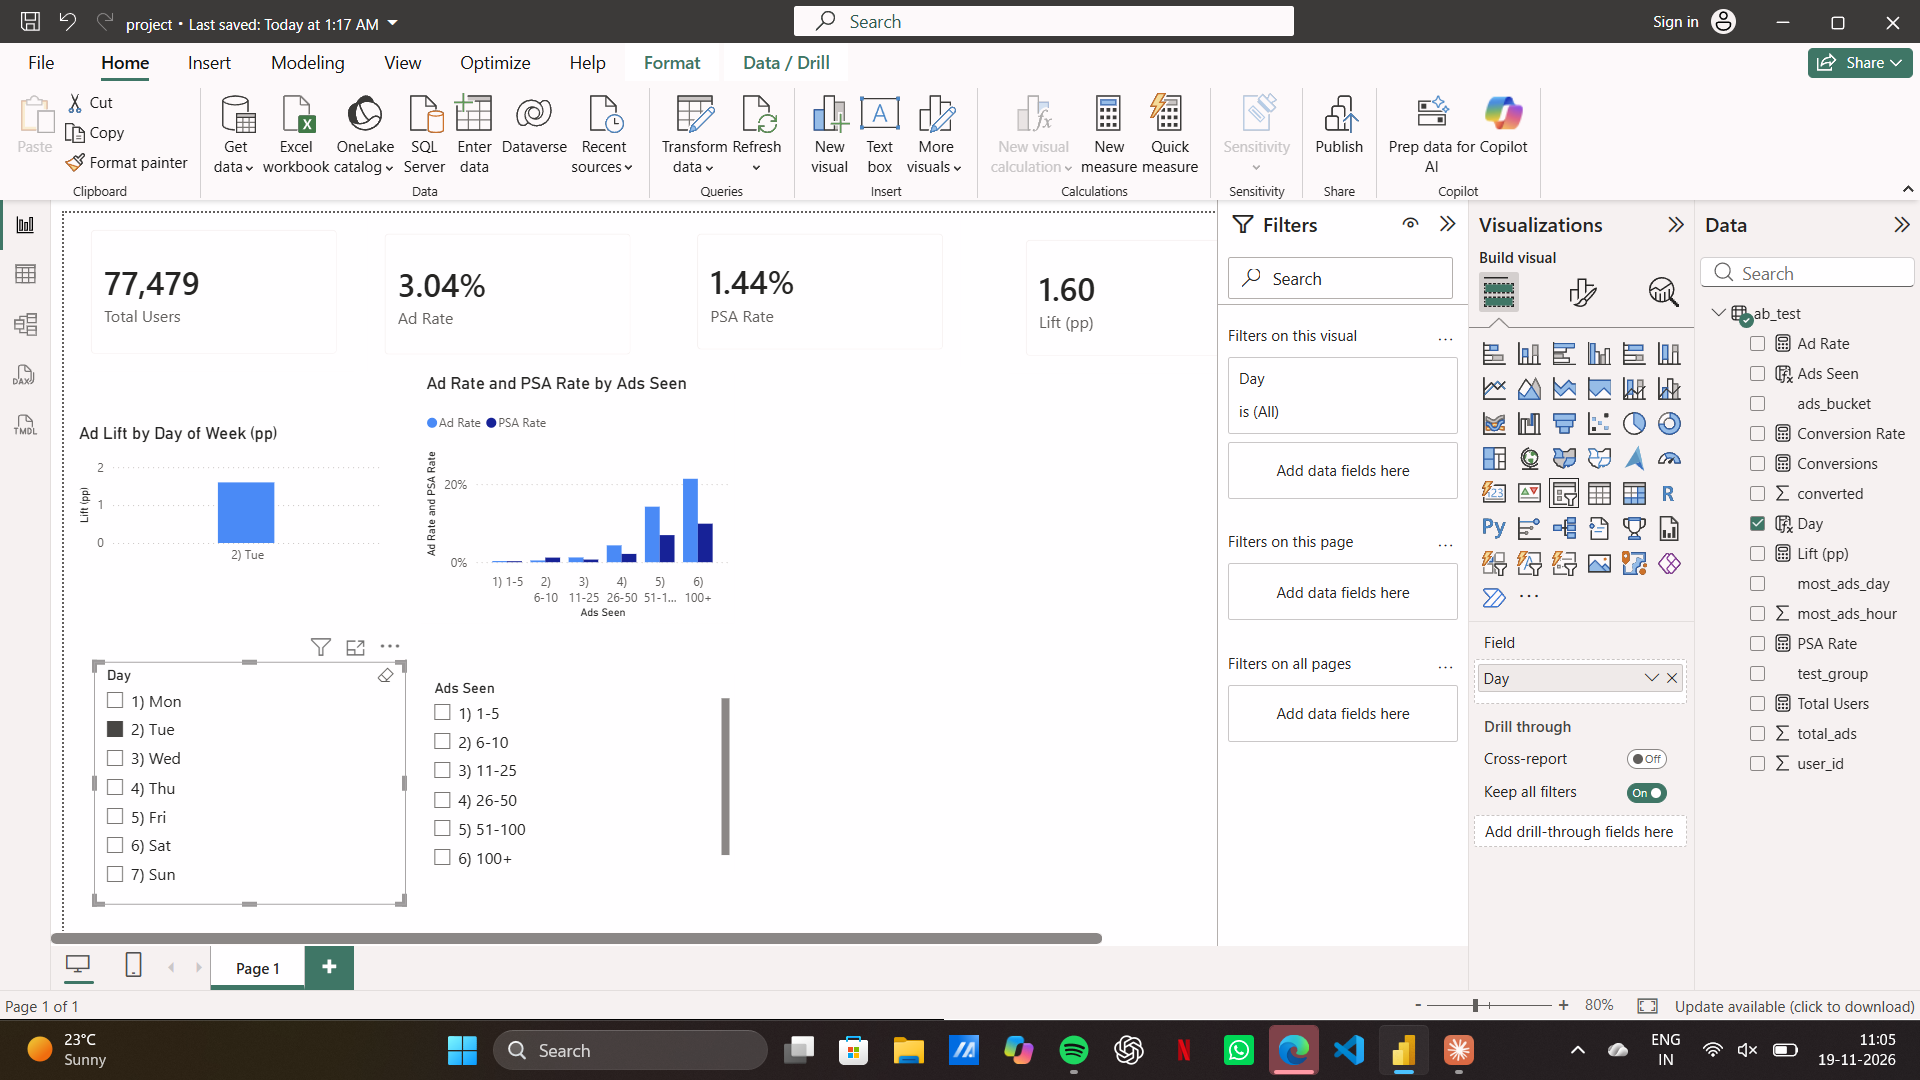 project • Last saved: Today at 1:17 AM
Search
Sign in
File
Home
Insert
Modeling
View
Optimize
Help
Format
Data / Drill
Share
Paste
Cut
Copy
Format painter
Clipboard
Get data
Excel workbook
OneLake catalog
SQL Server
Enter data
Dataverse
Recent sources
Data
Transform data
Refresh
Queries
New visual
Text box
More visuals
Insert
New visual calculation
New measure
Quick measure
Calculations
Sensitivity
Sensitivity
Publish
Share
Prep data for AI
Copilot
Copilot
77,479
Total Users
3.04%
Ad Rate
1.44%
PSA Rate
1.60
Lift (pp)
Ad Lift by Day of Week (pp)
Lift (pp)
2
1
0
2) Tue
Ad Rate and PSA Rate by Ads Seen
Ad Rate
PSA Rate
Ad Rate and PSA Rate
20%
0%
1) 1-5
2) 6-10
3) 11-25
4) 26-50
5) 51-1...
6) 100+
Ads Seen
Day
1) Mon
2) Tue
3) Wed
4) Thu
5) Fri
6) Sat
7) Sun
Ads Seen
1) 1-5
2) 6-10
3) 11-25
4) 26-50
5) 51-100
6) 100+
Filters
Search
Filters on this visual
Day
is (All)
Add data fields here
Filters on this page
Add data fields here
Filters on all pages
Add data fields here
Visualizations
Build visual
123
R
Py
Field
Day
Drill through
Cross-report
Off
Keep all filters
On
Add drill-through fields here
Data
Search
ab_test
Ad Rate
Ads Seen
ads_bucket
Conversion Rate
Conversions
converted
Day
Lift (pp)
most_ads_day
most_ads_hour
PSA Rate
test_group
Total Users
total_ads
user_id
DAX
TMDL
Page 1
Page 1 of 1
- + 80%
Update available (click to download)
23°C
Sunny
Search
ENG
IN
11:05
19-11-2026